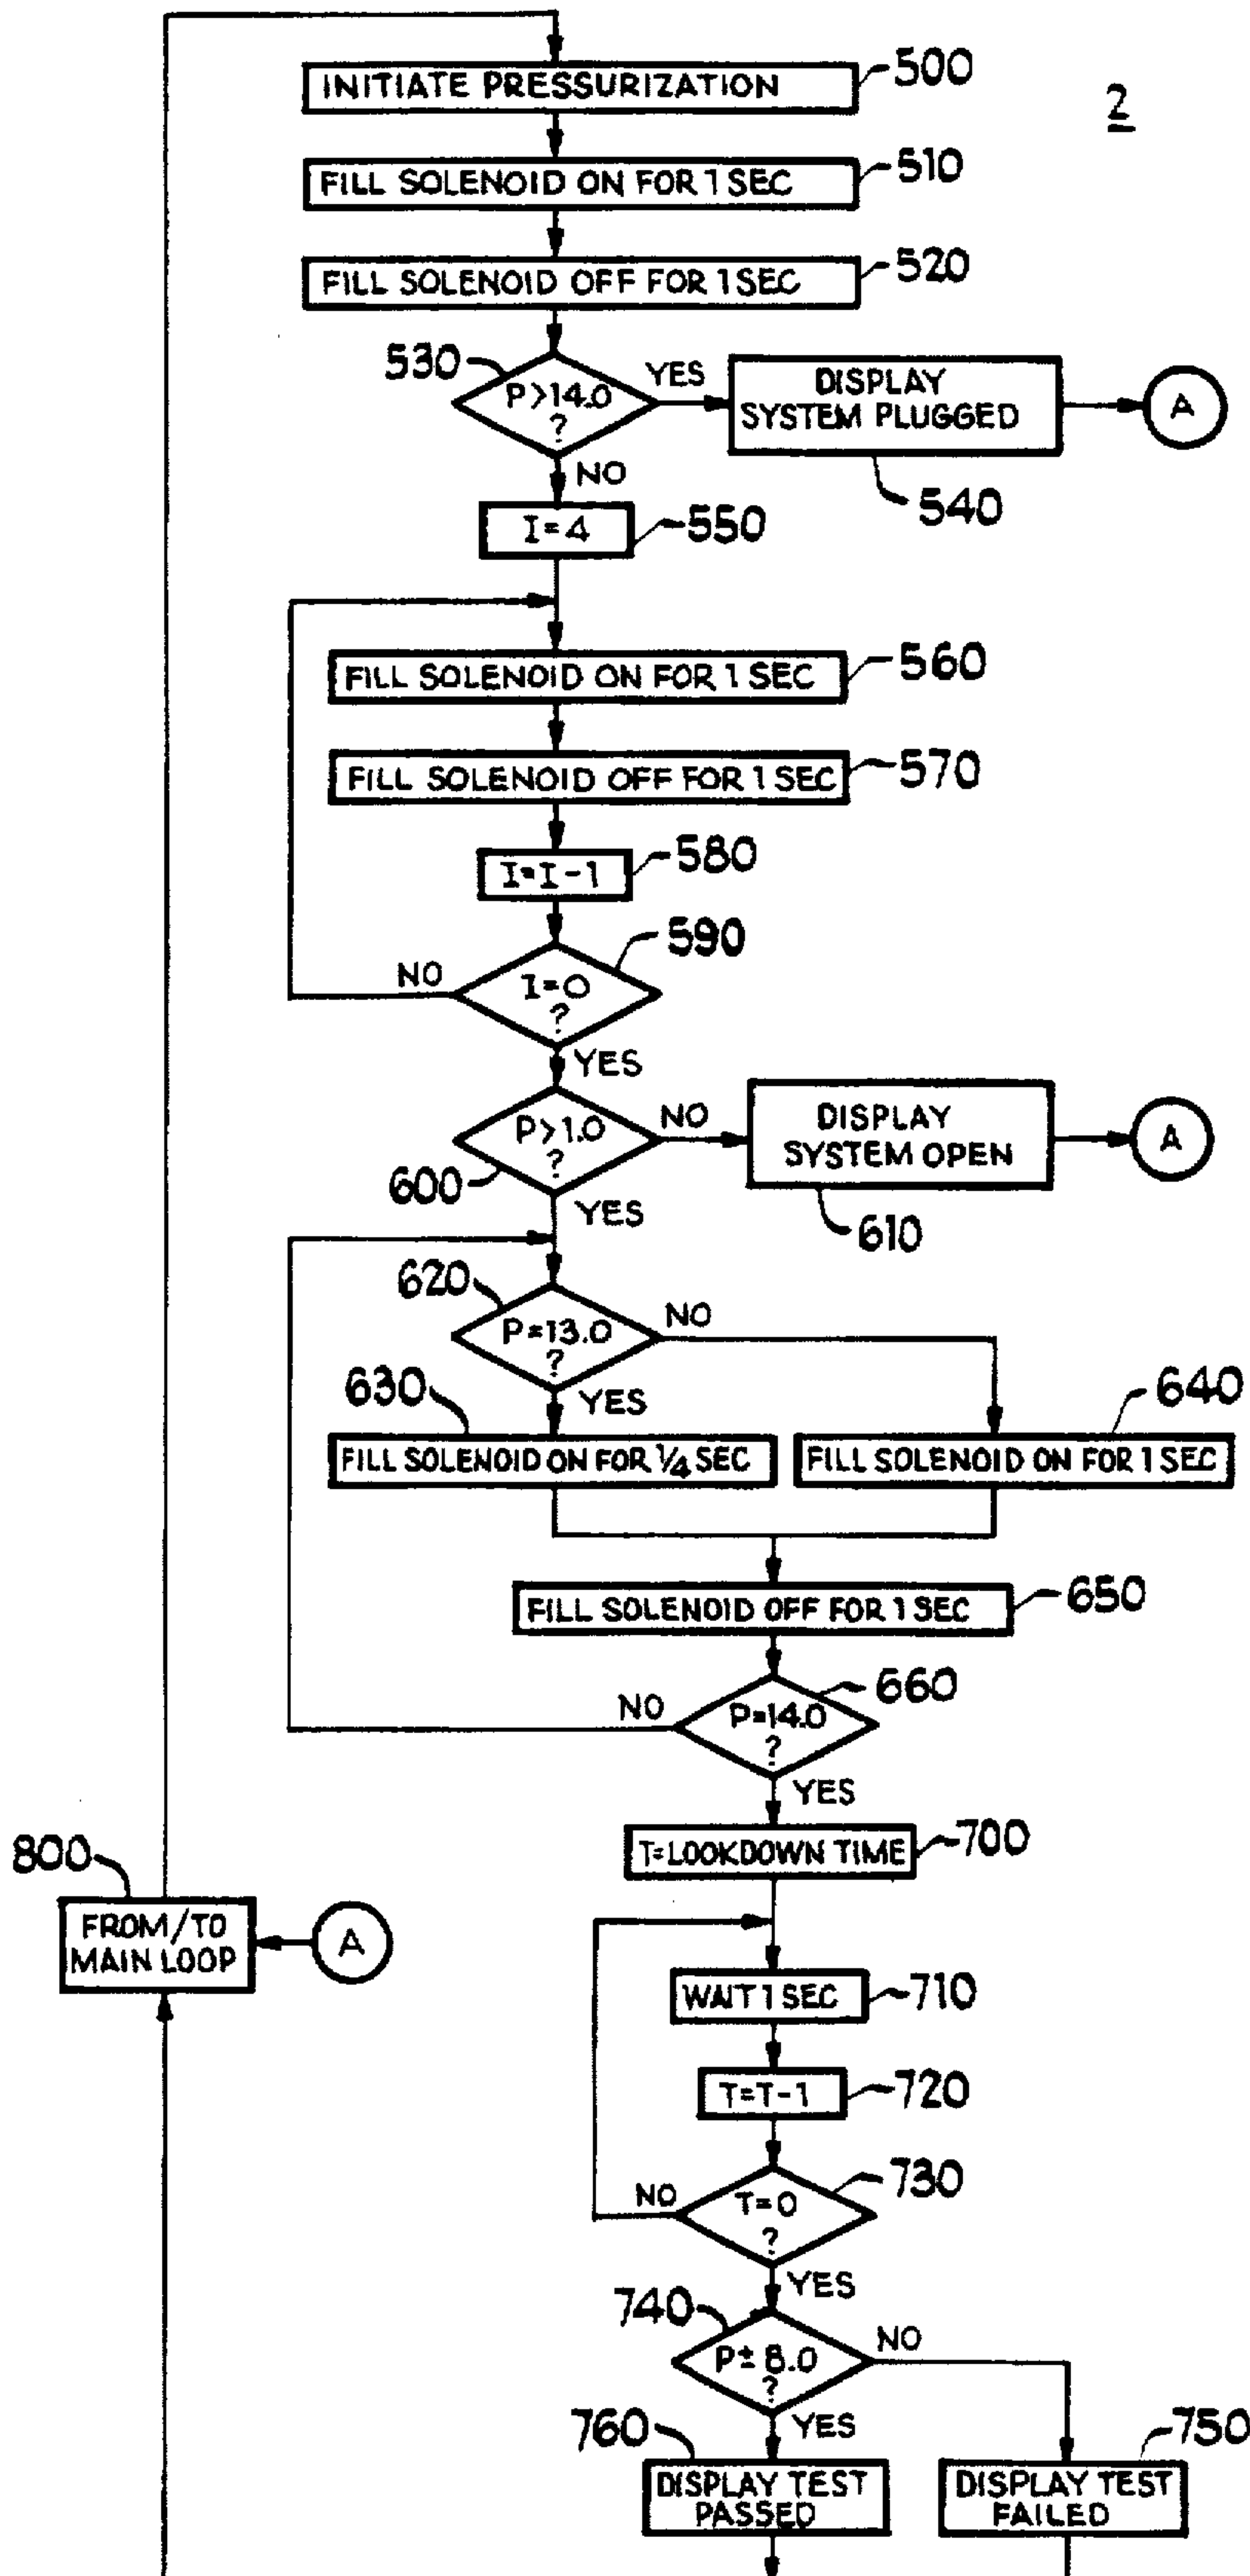 INITIATE PRESSURIZATION
500
2
FILL SOLENOID ON FOR 1 SEC
510
FILL SOLENOID OFF FOR 1 SEC
520
530
P>14.0
?
YES
DISPLAY
SYSTEM PLUGGED
A
540
NO
I=4
550
FILL SOLENOID ON FOR 1 SEC
560
FILL SOLENOID OFF FOR 1 SEC
570
I=I-1
580
590
I=0
?
NO
YES
P>1.0
?
600
NO
DISPLAY
SYSTEM OPEN
A
610
YES
620
P=13.0
?
NO
630
YES
640
FILL SOLENOID ON FOR 1/4 SEC
FILL SOLENOID ON FOR 1 SEC
FILL SOLENOID OFF FOR 1 SEC
650
660
P=14.0
?
NO
YES
T=LOOKDOWN TIME
700
800
FROM/TO
MAIN LOOP
A
WAIT 1 SEC
710
T=T-1
720
730
T=0
?
NO
YES
740
P± 8.0
?
NO
YES
760
DISPLAY TEST
PASSED
750
DISPLAY TEST
FAILED